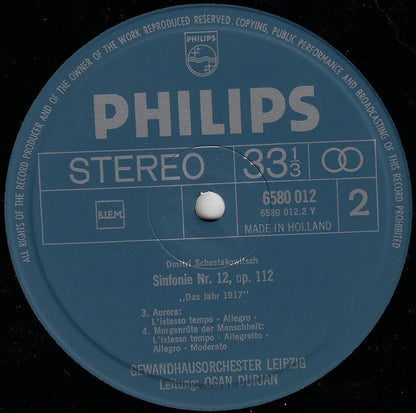 ALL RIGHTS OF THE RECORD PRODUCER AND OF THE OWNER OF THE WORK REPRODUCED RESERVED. COPYING, PUBLIC PERFORMANCE AND BROADCASTING OF THIS RECORD PROHIBITED
PHILIPS
PHILIPS
STEREO 33 1/3
B.I.E.M. 6580 012 2
6580 012.2 Y
MADE IN HOLLAND
Dmitri Schostakowitsch
Sinfonie Nr. 12, op. 112
„Das Jahr 1917"
3. Aurora:
L'istesso tempo - Allegro -
4. Morgenröte der Menschheit:
L'istesso tempo - Allegretto -
Allegro - Moderato
GEWANDHAUSORCHESTER LEIPZIG
Leitung: OGAN DURJAN